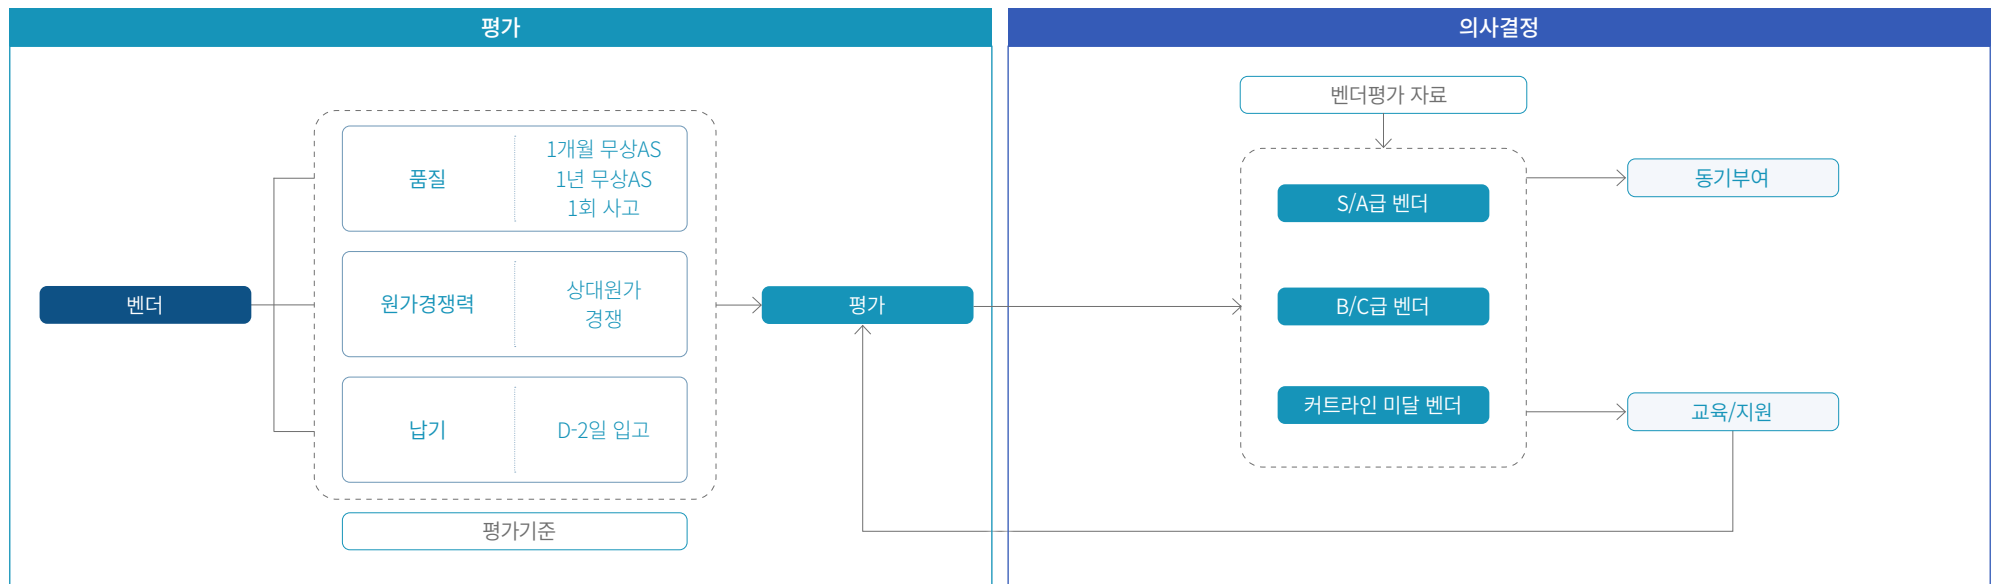 평가
벤더
품질
1개월 무상AS
1년 무상AS
1회 사고
원가경쟁력
상대원가
경쟁
납기
D-2일 입고
평가기준
평가
의사결정
벤더평가 자료
S/A급 벤더
B/C급 벤더
커트라인 미달 벤더
동기부여
교육/지원